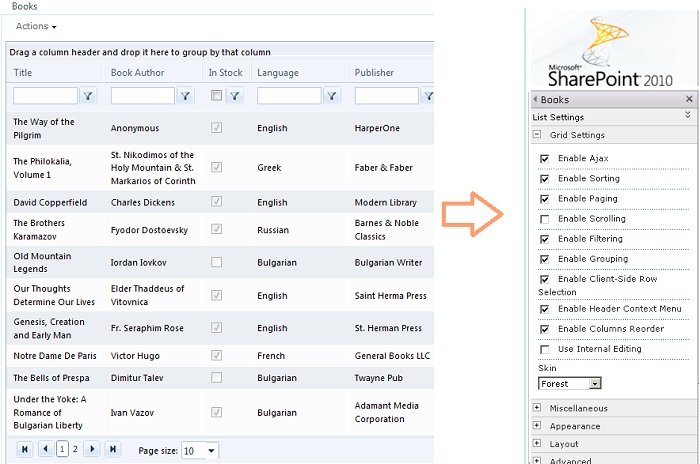 Books
Actions
Drag a column header and drop it here to group by that column
Title Book Author In Stock Language Publisher
The Way of the
Pilgrim
Anonymous
English
HarperOne
The Philokalia,
Volume 1
St. Nikodimos of the
Holy Mountain & St.
Markarios of Corinth
Greek
Faber & Faber
David Copperfield
Charles Dickens
English
Modern Library
The Brothers
Karamazov
Fyodor Dostoevsky
Russian
Barnes & Noble
Classics
Old Mountain
Legends
Iordan Iovkov
Bulgarian
Bulgarian Writer
Our Thoughts
Determine Our Lives
Elder Thaddeus of
Vitovnica
English
Saint Herma Press
Genesis, Creation
and Early Man
Fr. Seraphim Rose
English
St. Herman Press
Notre Dame De Paris
Victor Hugo
French
General Books LLC
The Bells of Prespa
Dimitur Talev
Bulgarian
Twayne Pub
Under the Yoke: A
Romance of
Bulgarian Liberty
Ivan Vazov
Bulgarian
Adamant Media
Corporation
1 2 Page size: 10
Microsoft®
SharePoint 2010
Books
List Settings
Grid Settings
Enable Ajax
Enable Sorting
Enable Paging
Enable Scrolling
Enable Filtering
Enable Grouping
Enable Client-Side Row
Selection
Enable Header Context Menu
Enable Columns Reorder
Use Internal Editing
Skin
Forest
Miscellaneous
Appearance
Layout
Advanced